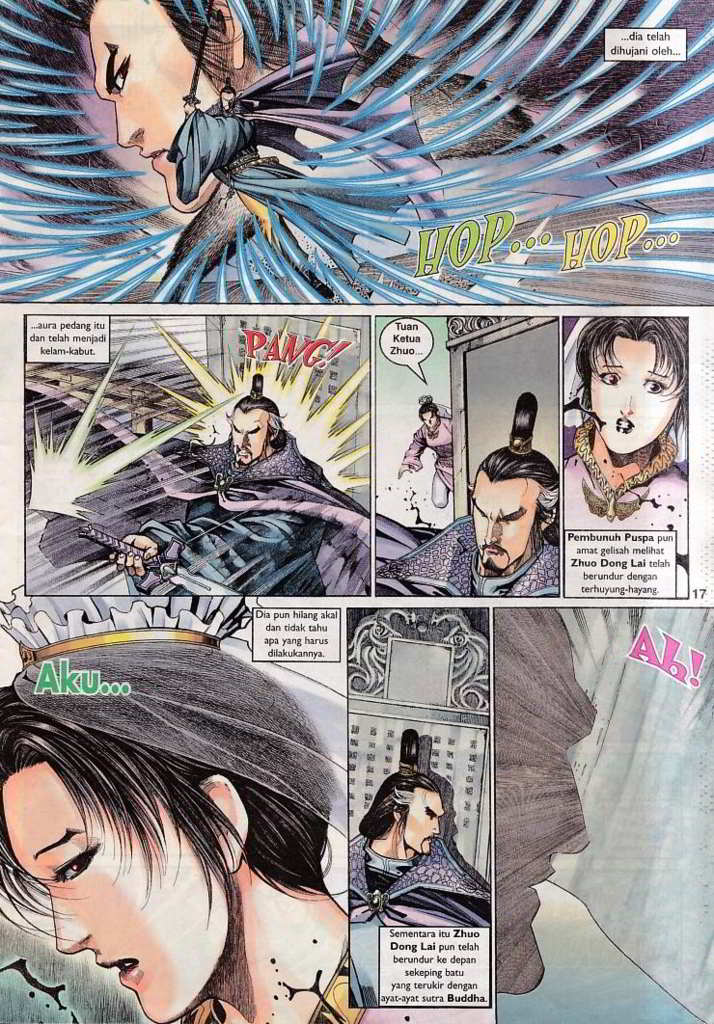 ...dia telah
dihujani oleh...
HOP... HOP...
...aura pedang itu
dan telah menjadi
kelam-kabut.
PANG!
Tuan
Ketua
Zhuo...
Pembunuh Puspa pun
amat gelisah melihat
Zhuo Dong Lai telah
berundur dengan
terhuyung-hayang.
17
Dia pun hilang akal
dan tidak tahu
apa yang harus
dilakukannya.
AKU...
AH!
Sementara itu Zhuo
Dong Lai pun telah
berundur ke depan
sekeping batu
yang terukir dengan
ayat-ayat sutra Buddha.